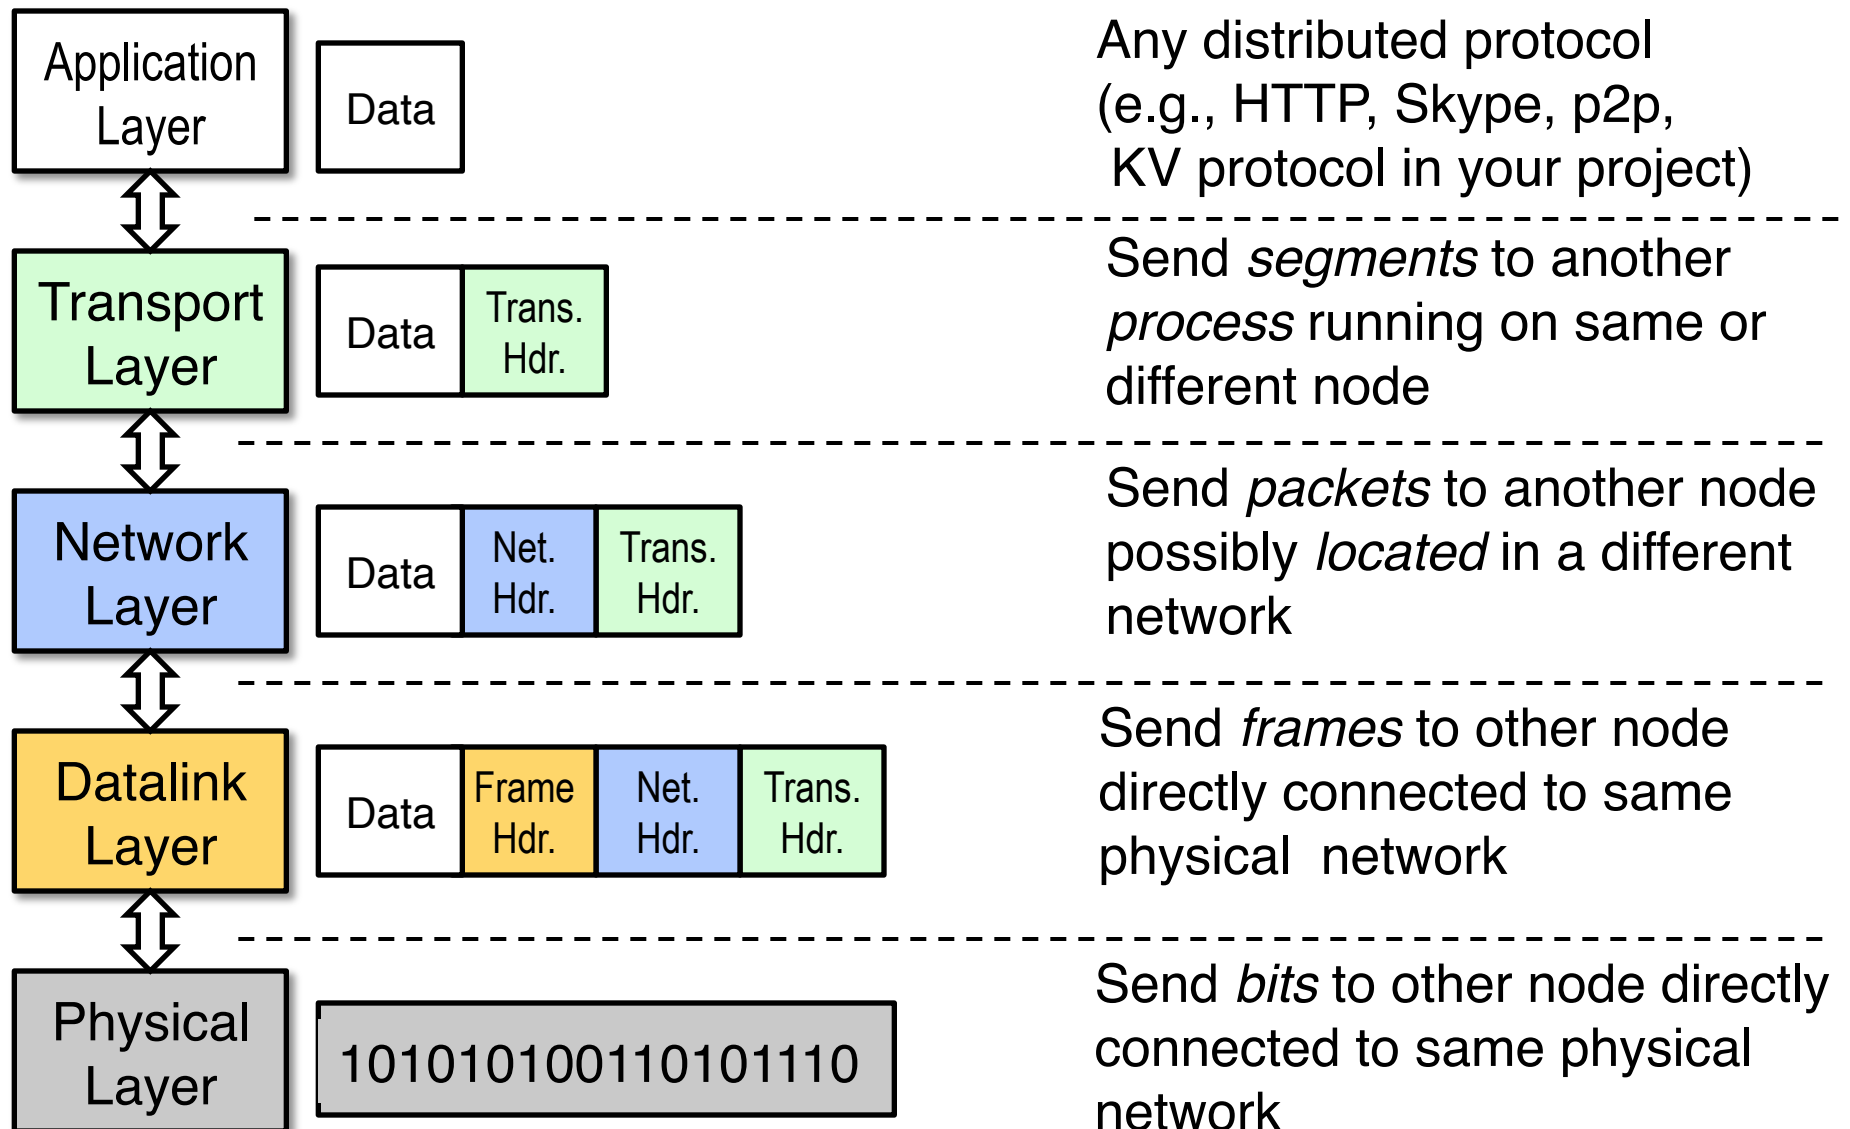 Application
Layer
Data
Any distributed protocol
(e.g., HTTP, Skype, p2p,
KV protocol in your project)
Transport
Layer
Data
Trans.
Hdr.
Send segments to another
process running on same or
different node
Network
Layer
Data
Net.
Hdr.
Trans.
Hdr.
Send packets to another node
possibly located in a different
network
Datalink
Layer
Data
Frame
Hdr.
Net.
Hdr.
Trans.
Hdr.
Send frames to other node
directly connected to same
physical network
Physical
Layer
101010100110101110
Send bits to other node directly
connected to same physical
network